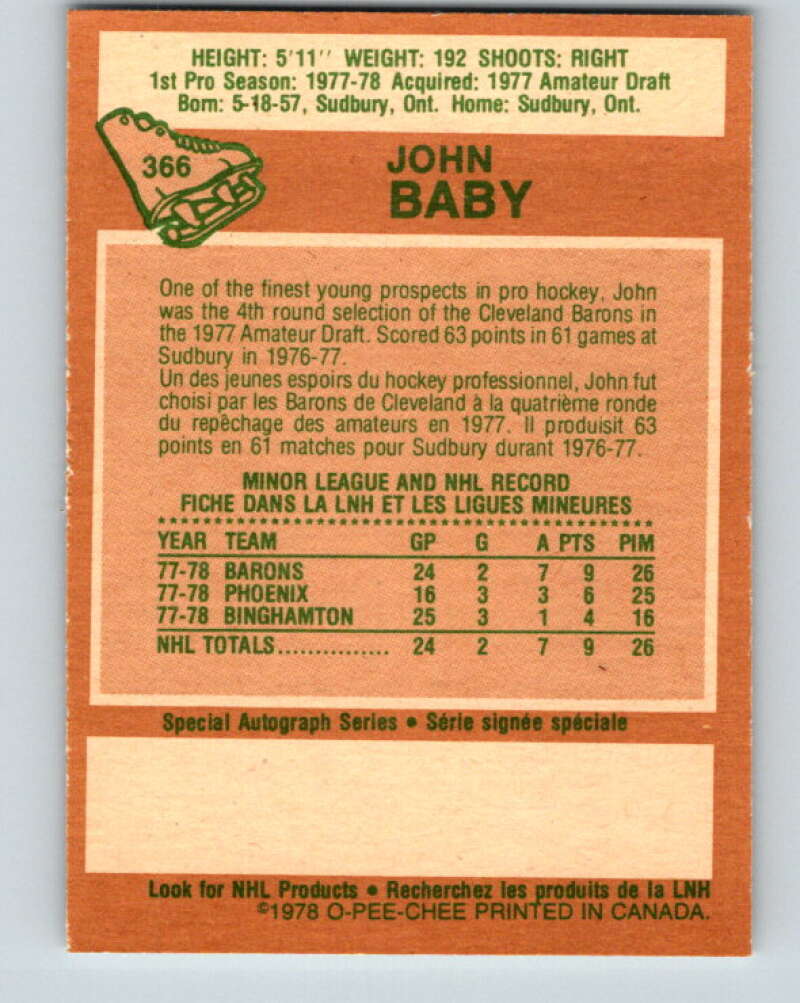 HEIGHT: 5'11'' WEIGHT: 192 SHOOTS: RIGHT
1st Pro Season: 1977-78 Acquired: 1977 Amateur Draft
Born: 5-18-57, Sudbury, Ont. Home: Sudbury, Ont.
366
JOHN
BABY
One of the finest young prospects in pro hockey, John
was the 4th round selection of the Cleveland Barons in
the 1977 Amateur Draft. Scored 63 points in 61 games at
Sudbury in 1976-77.
Un des jeunes espoirs du hockey professionnel, John fut
choisi par les Barons de Cleveland à la quatrième ronde
du repêchage des amateurs en 1977. Il produisit 63
points en 61 matches pour Sudbury durant 1976-77.
MINOR LEAGUE AND NHL RECORD
FICHE DANS LA LNH ET LES LIGUES MINEURES
YEAR TEAM GP G A PTS PIM
77-78 BARONS 24 2 7 9 26
77-78 PHOENIX 16 3 3 6 25
77-78 BINGHAMTON 25 3 1 4 16
NHL TOTALS............... 24 2 7 9 26
Special Autograph Series • Série signée spéciale
Look for NHL Products • Recherchez les produits de la LNH
©1978 O-PEE-CHEE PRINTED IN CANADA.